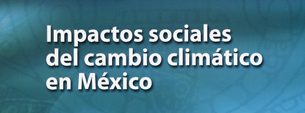 Impactos sociales
del cambio climático
en México